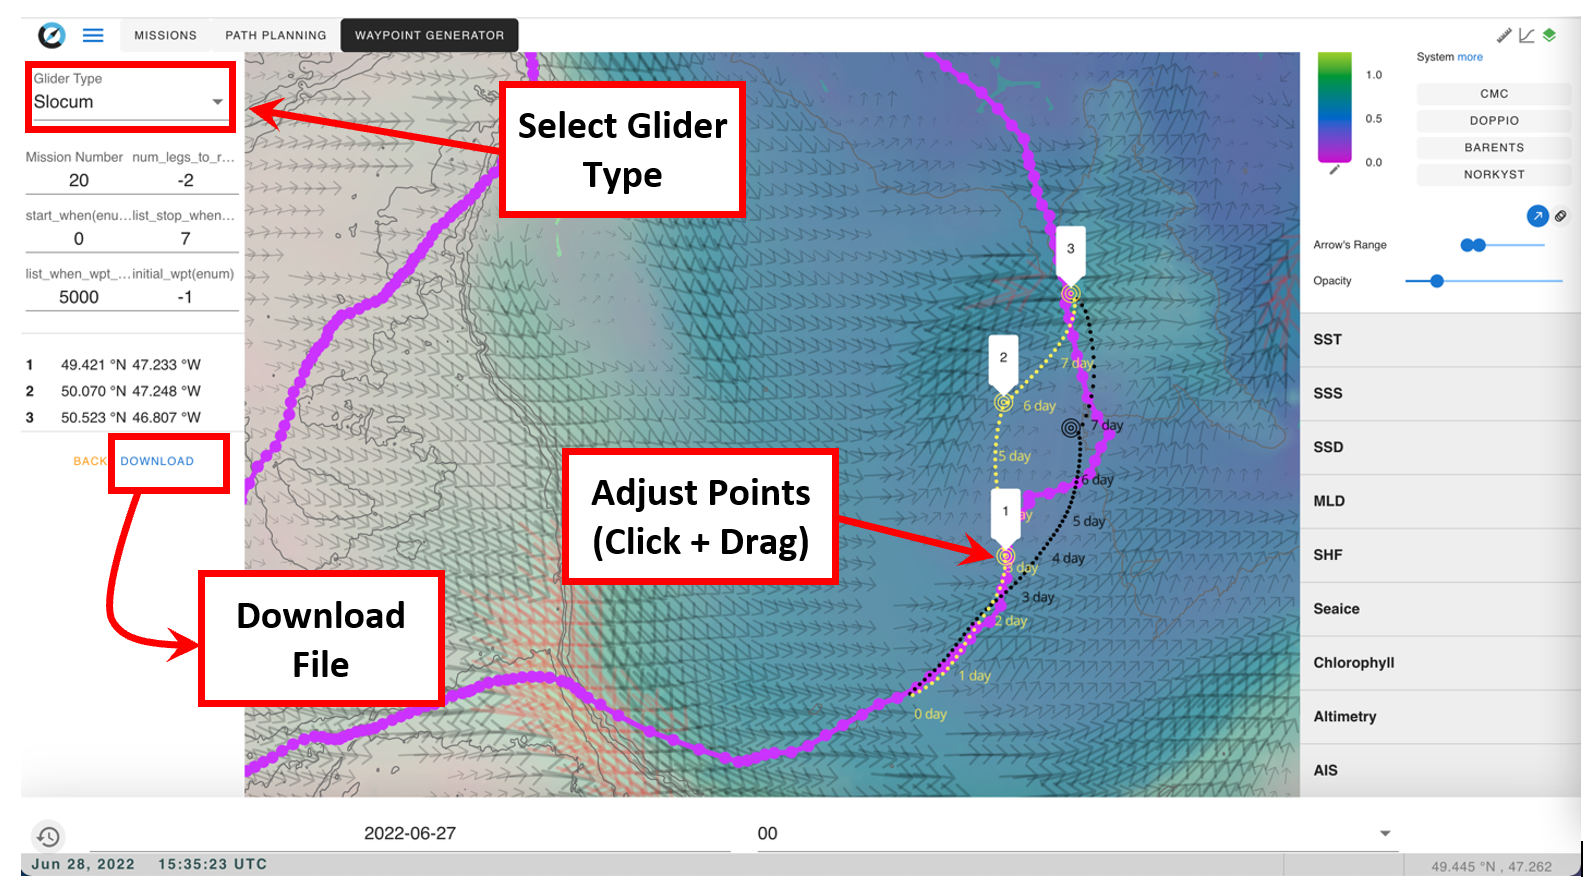 MISSIONS PATH PLANNING WAYPOINT GENERATOR
Glider Type
Slocum
Mission Number num_legs_to_r...
20 -2
start_when(enu... list_stop_when...
0 7
list_when_wpt_... initial_wpt(enum)
5000 -1
1 49.421 °N 47.233 °W
2 50.070 °N 47.248 °W
3 50.523 °N 46.807 °W
BACK DOWNLOAD
Select Glider
Type
Adjust Points
(Click + Drag)
Download
File
3
2
7 day
6 day
7 day
5 day
6 day
1
ay
5 day
4 day
3 day
3 day
2 day
1 day
0 day
1.0
0.5
0.0
System more
CMC
DOPPIO
BARENTS
NORKYST
Arrow's Range
Opacity
SST
SSS
SSD
MLD
SHF
Seaice
Chlorophyll
Altimetry
AIS
2022-06-27 00
Jun 28, 2022 15:35:23 UTC
49.445 °N , 47.262